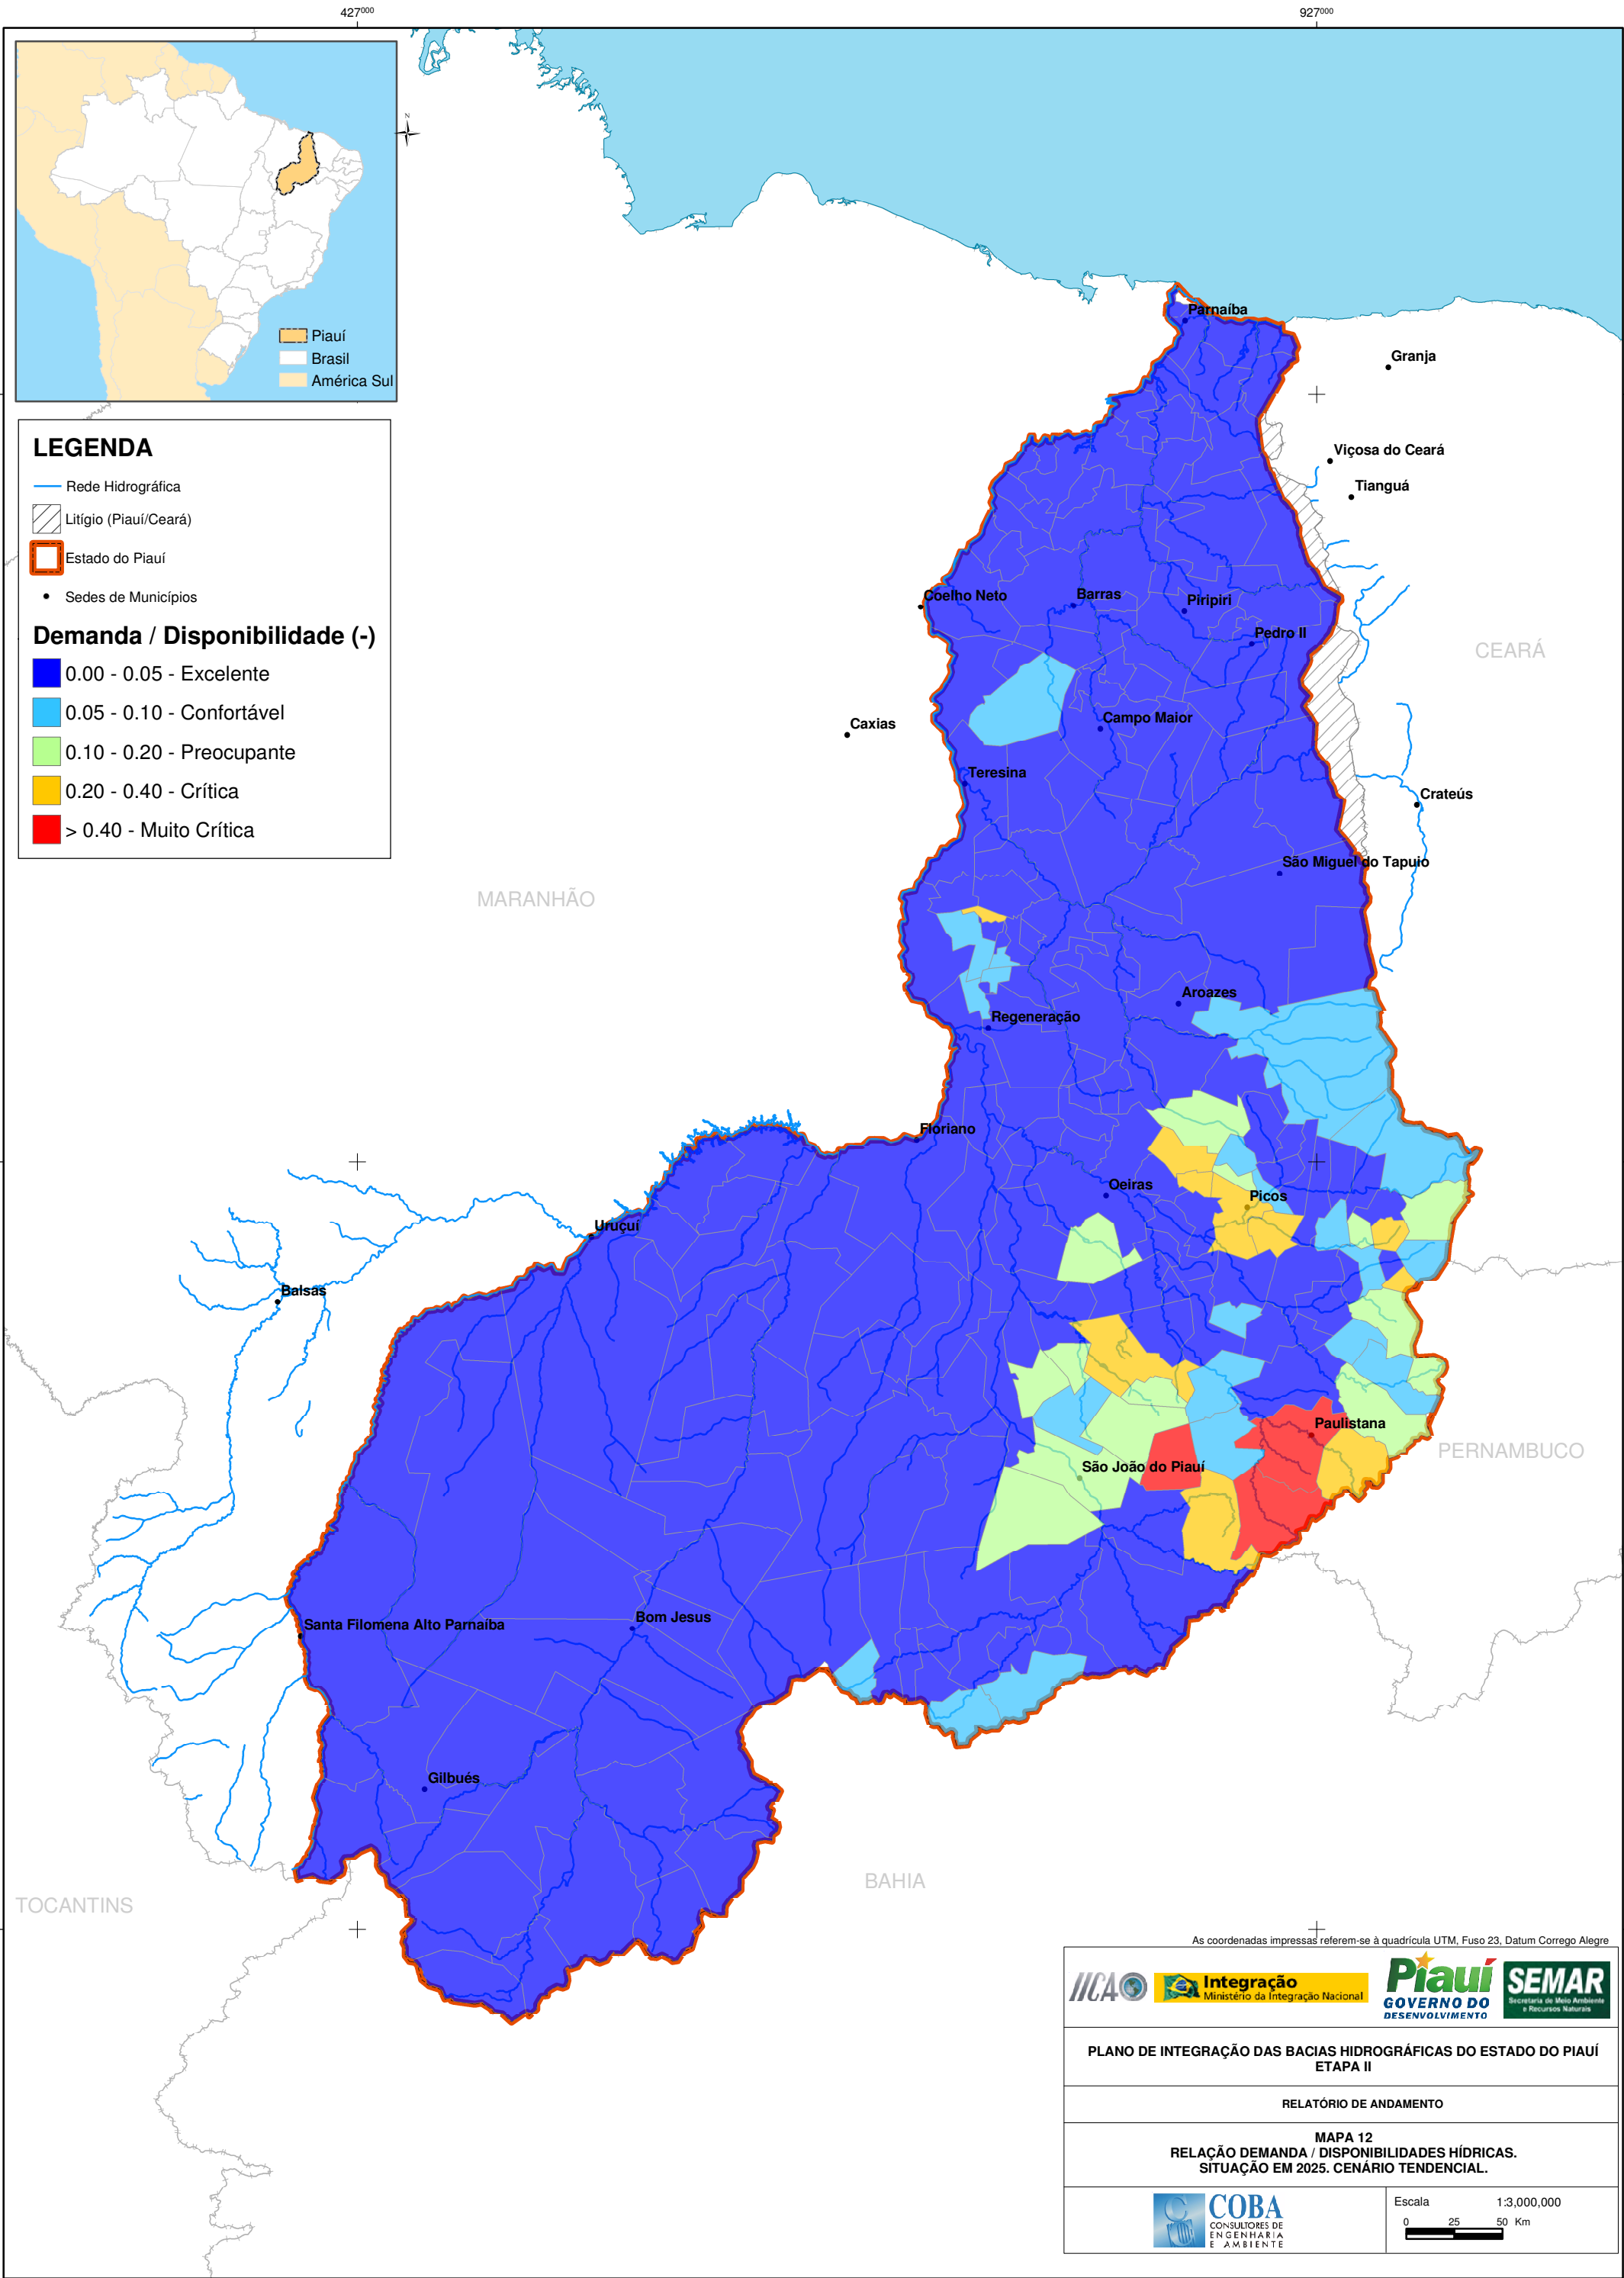 427000
927000
N
Piauí
Brasil
América Sul
LEGENDA
Rede Hidrográfica
Litígio (Piauí/Ceará)
Estado do Piauí
Sedes de Municípios
Demanda / Disponibilidade (-)
0.00 - 0.05 - Excelente
0.05 - 0.10 - Confortável
0.10 - 0.20 - Preocupante
0.20 - 0.40 - Crítica
> 0.40 - Muito Crítica
Parnaíba
Granja
Viçosa do Ceará
Tianguá
Coelho Neto
Barras
Piripiri
Pedro II
CEARÁ
Caxias
Campo Maior
Teresina
Crateús
São Miguel do Tapuio
MARANHÃO
Aroazes
Regeneração
Floriano
Oeiras
Picos
Uruçuí
Balsas
Paulistana
PERNAMBUCO
São João do Piauí
Santa Filomena Alto Parnaíba
Bom Jesus
Gilbués
BAHIA
TOCANTINS
As coordenadas impressas referem-se à quadrícula UTM, Fuso 23, Datum Corrego Alegre
IICA
Integração
Ministério da Integração Nacional
Piauí
GOVERNO DO
DESENVOLVIMENTO
SEMAR
Secretaria de Meio Ambiente
e Recursos Naturais
PLANO DE INTEGRAÇÃO DAS BACIAS HIDROGRÁFICAS DO ESTADO DO PIAUÍ
ETAPA II
RELATÓRIO DE ANDAMENTO
MAPA 12
RELAÇÃO DEMANDA / DISPONIBILIDADES HÍDRICAS.
SITUAÇÃO EM 2025. CENÁRIO TENDENCIAL.
COBA
CONSULTORES DE
ENGENHARIA
E AMBIENTE
Escala 1:3,000,000
0 25 50 Km